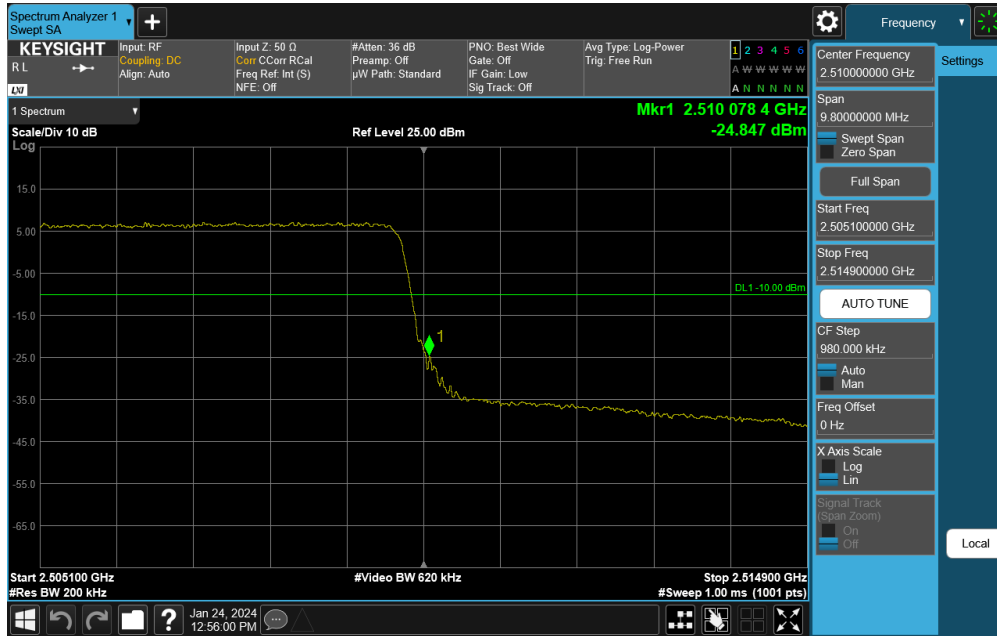 Spectrum Analyzer 1
Swept SA
Frequency
KEYSIGHT
R L
LXI
Input: RF
Coupling: DC
Align: Auto
Input Z: 50 Ω
Corr CCorr RCal
Freq Ref: Int (S)
NFE: Off
#Atten: 36 dB
Preamp: Off
µW Path: Standard
PNO: Best Wide
Gate: Off
IF Gain: Low
Sig Track: Off
Avg Type: Log-Power
Trig: Free Run
1 2 3 4 5 6
A W W W W W
A N N N N N
1 Spectrum
Scale/Div 10 dB
Log
Ref Level 25.00 dBm
Mkr1 2.510 078 4 GHz
-24.847 dBm
15.0
5.00
-5.00
-15.0
-25.0
-35.0
-45.0
-55.0
-65.0
DL1 -10.00 dBm
1
Start 2.505100 GHz
#Res BW 200 kHz
#Video BW 620 kHz
Stop 2.514900 GHz
#Sweep 1.00 ms (1001 pts)
Center Frequency
2.510000000 GHz
Settings
Span
9.80000000 MHz
Swept Span
Zero Span
Full Span
Start Freq
2.505100000 GHz
Stop Freq
2.514900000 GHz
AUTO TUNE
CF Step
980.000 kHz
Auto
Man
Freq Offset
0 Hz
X Axis Scale
Log
Lin
Signal Track
(Span Zoom)
On
Off
Local
Jan 24, 2024
12:56:00 PM